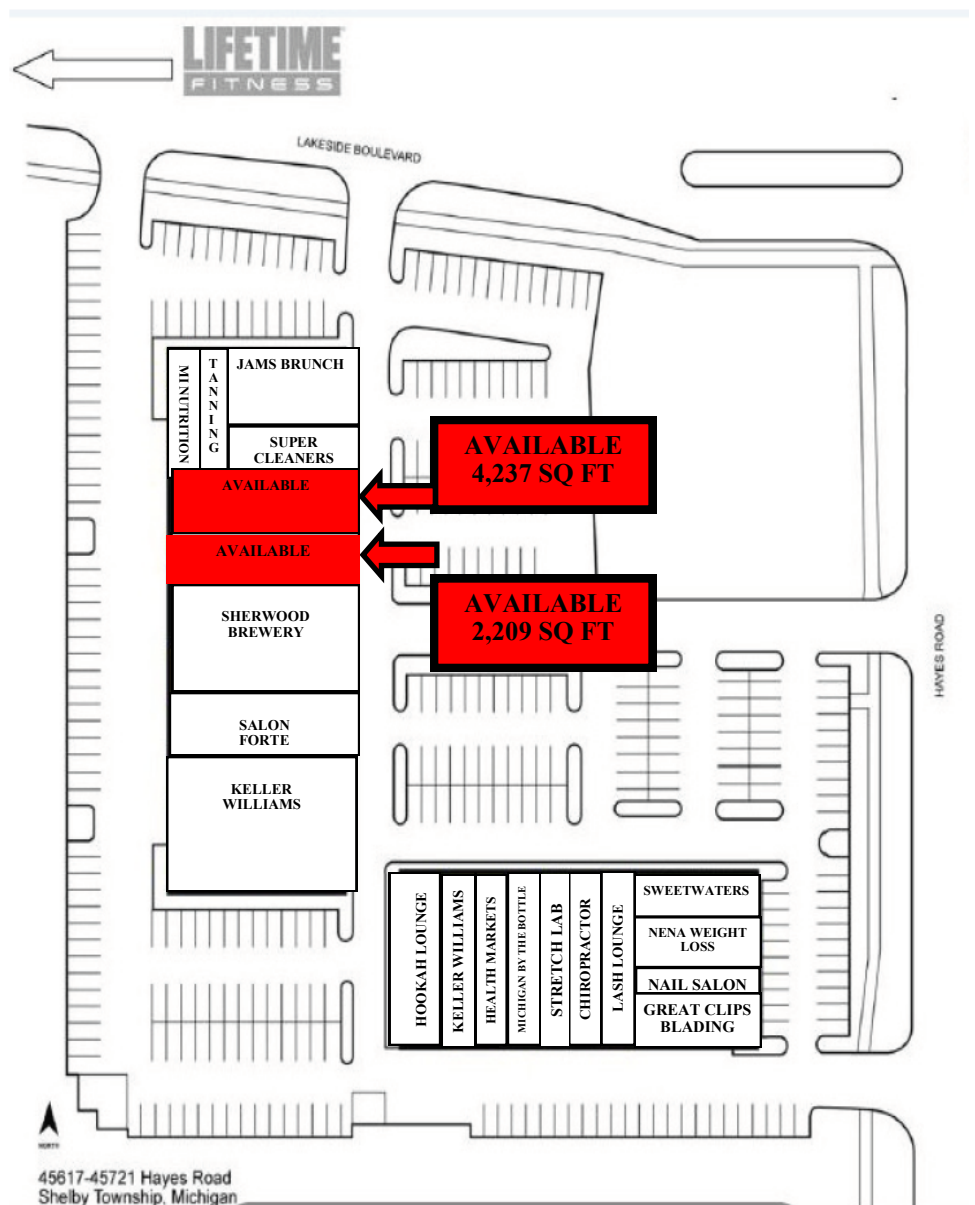 LIFETIME
FITNESS
LAKESIDE BOULEVARD
MI NUTRITION
TANNING
JAMS BRUNCH
SUPER
CLEANERS
AVAILABLE
4,237 SQ FT
AVAILABLE
AVAILABLE
AVAILABLE
2,209 SQ FT
SHERWOOD
BREWERY
HAYES ROAD
SALON
FORTE
KELLER
WILLIAMS
HOOKAH LOUNGE
KELLER WILLIAMS
HEALTH MARKETS
MICHIGAN BY THE BOTTLE
STRETCH LAB
CHIROPRACTOR
LASH LOUNGE
SWEETWATERS
NENA WEIGHT
LOSS
NAIL SALON
GREAT CLIPS
BLADING
NORTH
45617-45721 Hayes Road
Shelby Township, Michigan